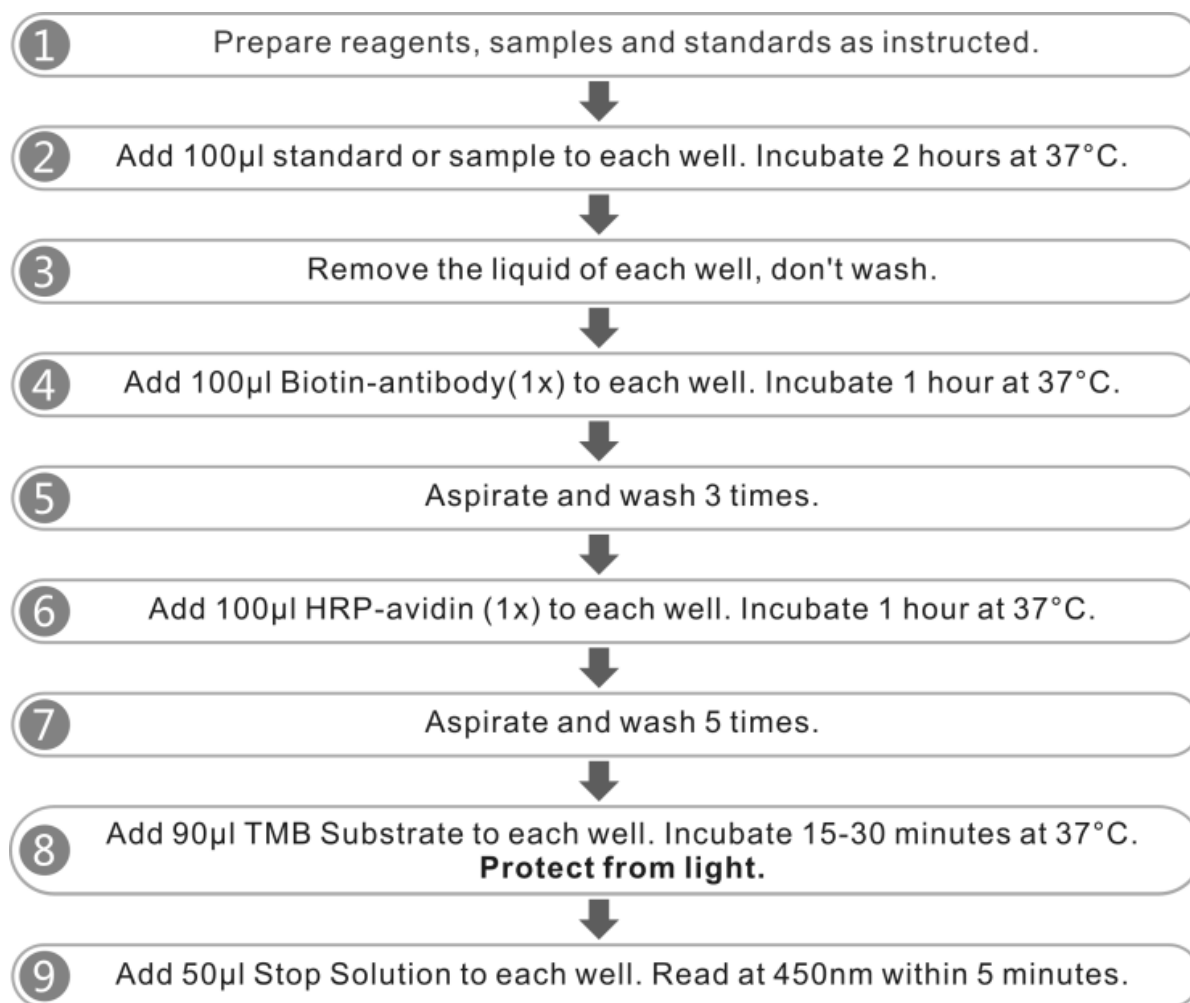 1 Prepare reagents, samples and standards as instructed.
2 Add 100µl standard or sample to each well. Incubate 2 hours at 37°C.
3 Remove the liquid of each well, don't wash.
4 Add 100µl Biotin-antibody(1x) to each well. Incubate 1 hour at 37°C.
5 Aspirate and wash 3 times.
6 Add 100µl HRP-avidin (1x) to each well. Incubate 1 hour at 37°C.
7 Aspirate and wash 5 times.
8 Add 90µl TMB Substrate to each well. Incubate 15-30 minutes at 37°C.
Protect from light.
9 Add 50µl Stop Solution to each well. Read at 450nm within 5 minutes.